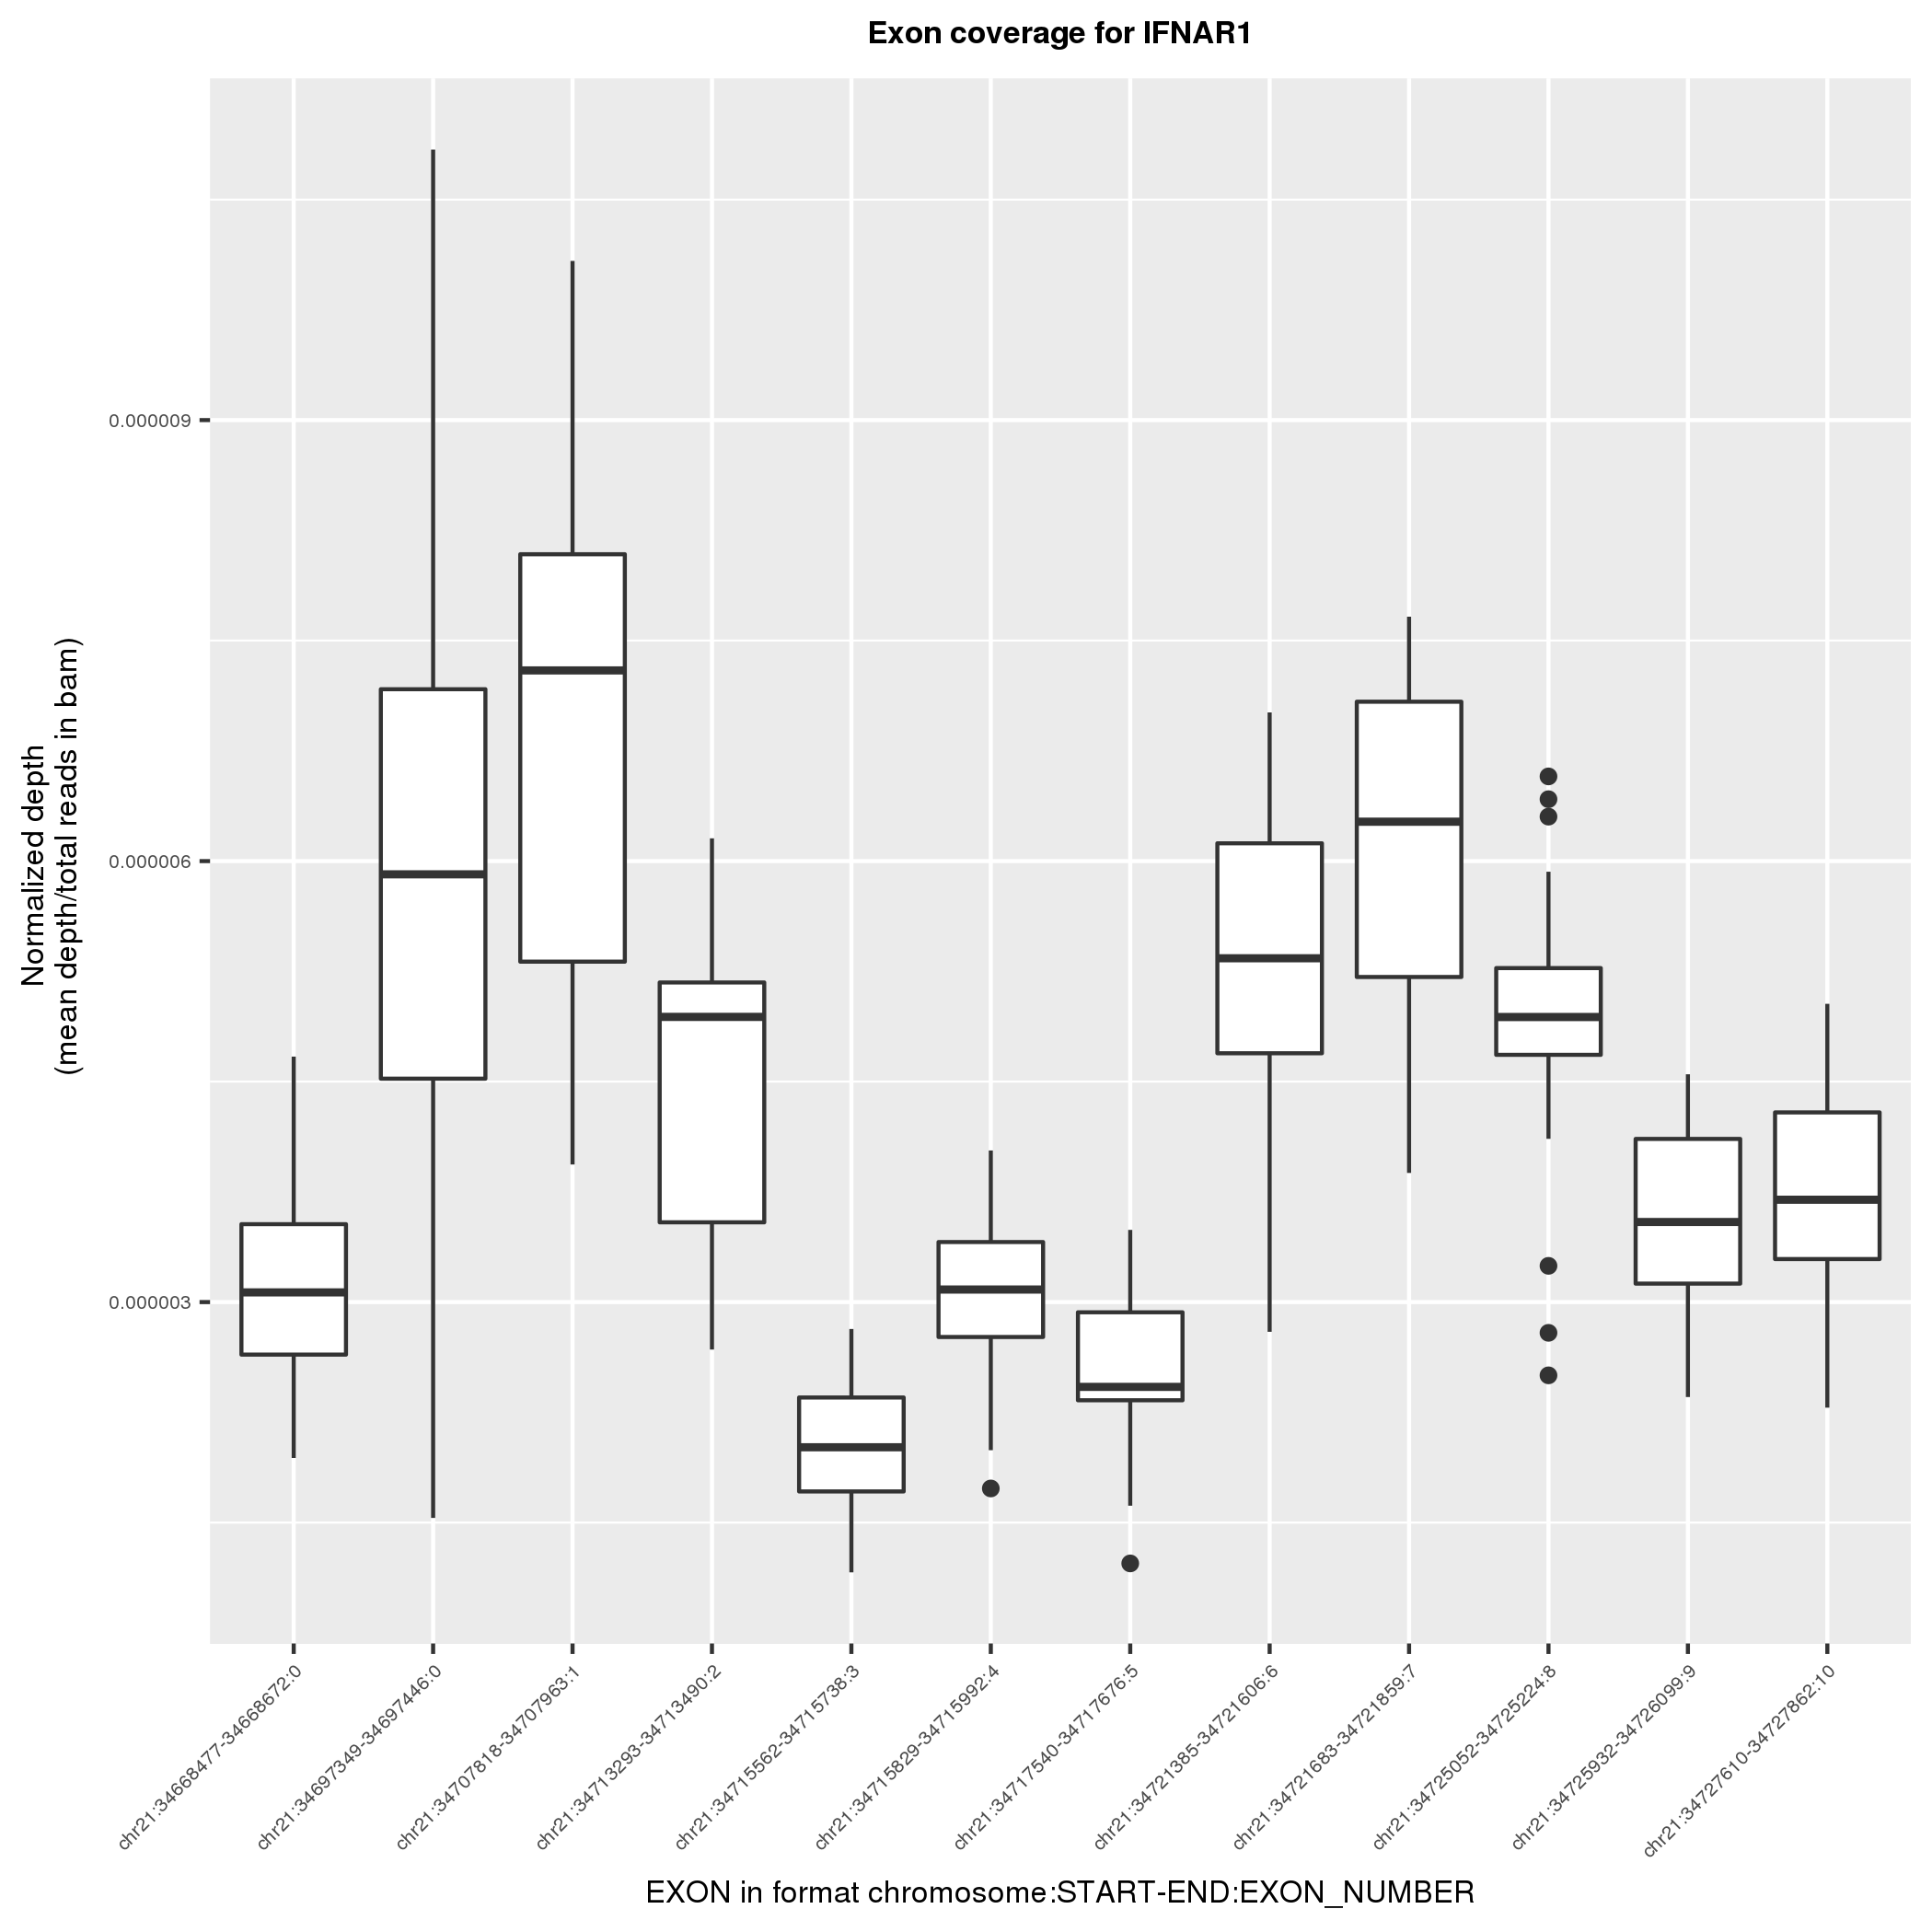 Exon coverage for IFNAR1
Normalized depth
(mean depth/total reads in bam)
0.000009
0.000006
0.000003
chr21:34668477-34668672:0
chr21:34697349-34697446:0
chr21:34707818-34707963:1
chr21:34713293-34713490:2
chr21:34715562-34715738:3
chr21:34715829-34715992:4
chr21:34717540-34717676:5
chr21:34721385-34721606:6
chr21:34721683-34721859:7
chr21:34725052-34725224:8
chr21:34725932-34726099:9
chr21:34727610-34727862:10
EXON in format chromosome:START-END:EXON_NUMBER